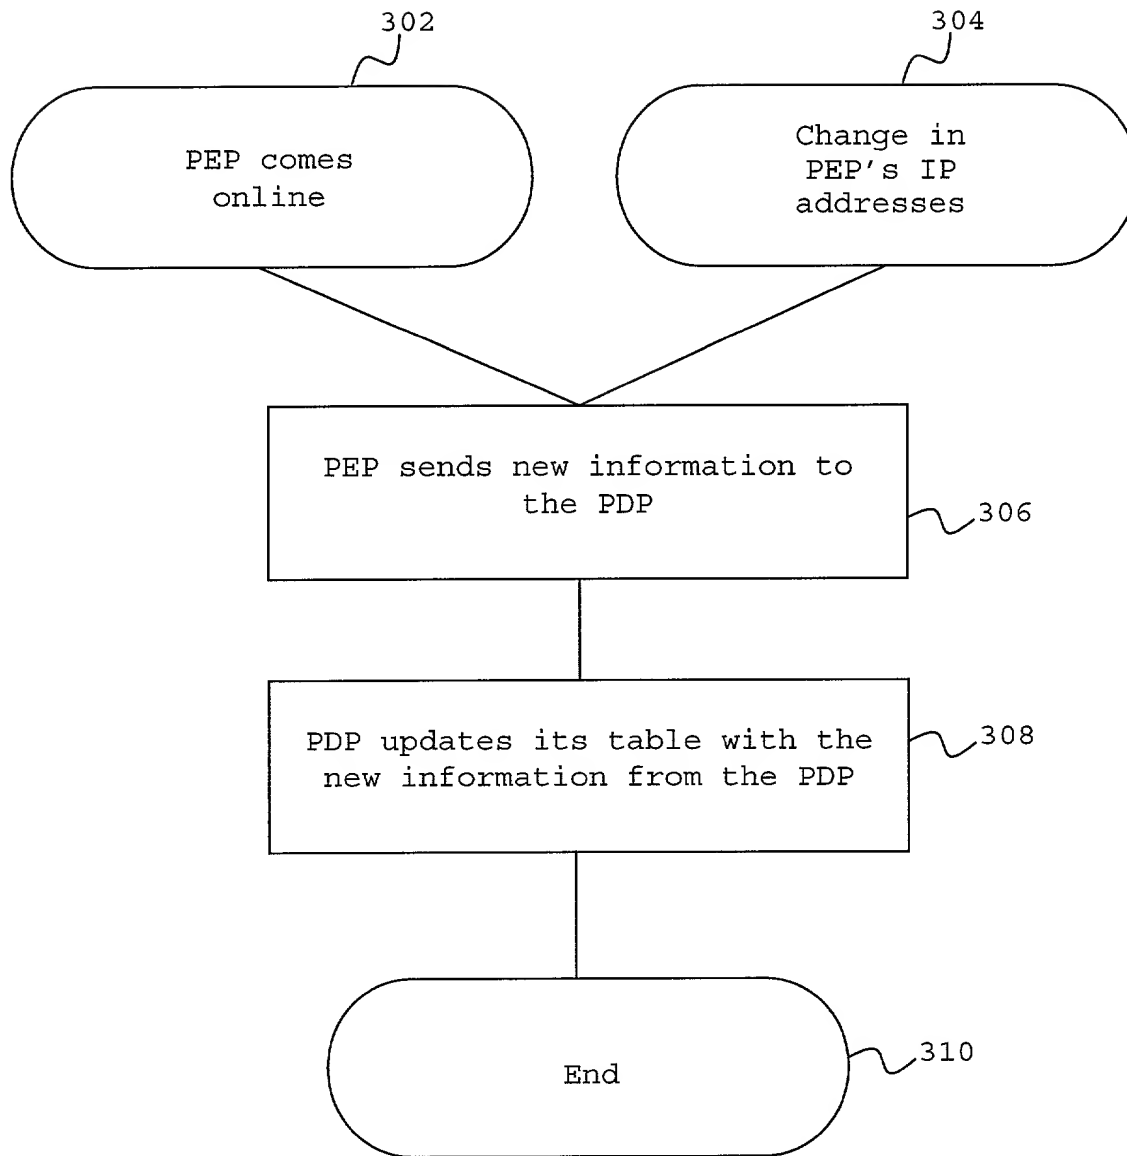 302
304
PEP comes
online
Change in
PEP's IP
addresses
PEP sends new information to
the PDP
306
PDP updates its table with the
new information from the PDP
308
End
310